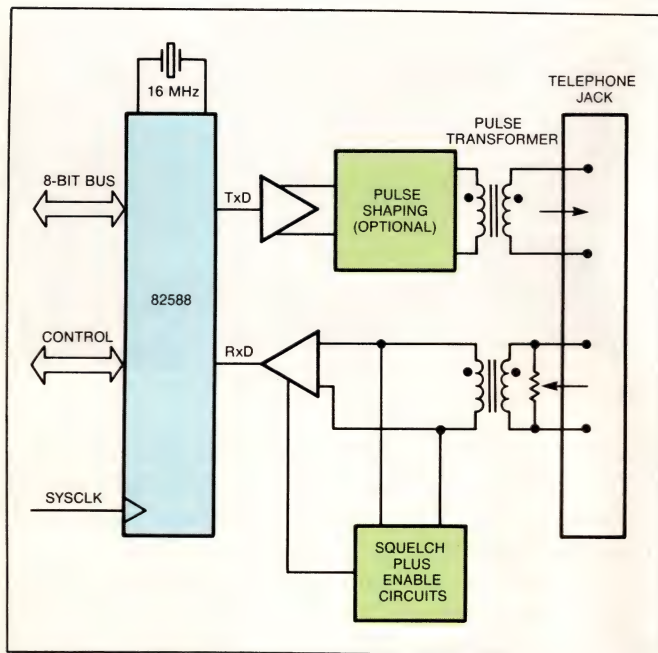 16 MHz
TELEPHONE
JACK
PULSE
TRANSFORMER
8-BIT BUS
TxD
PULSE
SHAPING
(OPTIONAL)
82588
CONTROL
RxD
SYSCLK
SQUELCH
PLUS
ENABLE
CIRCUITS